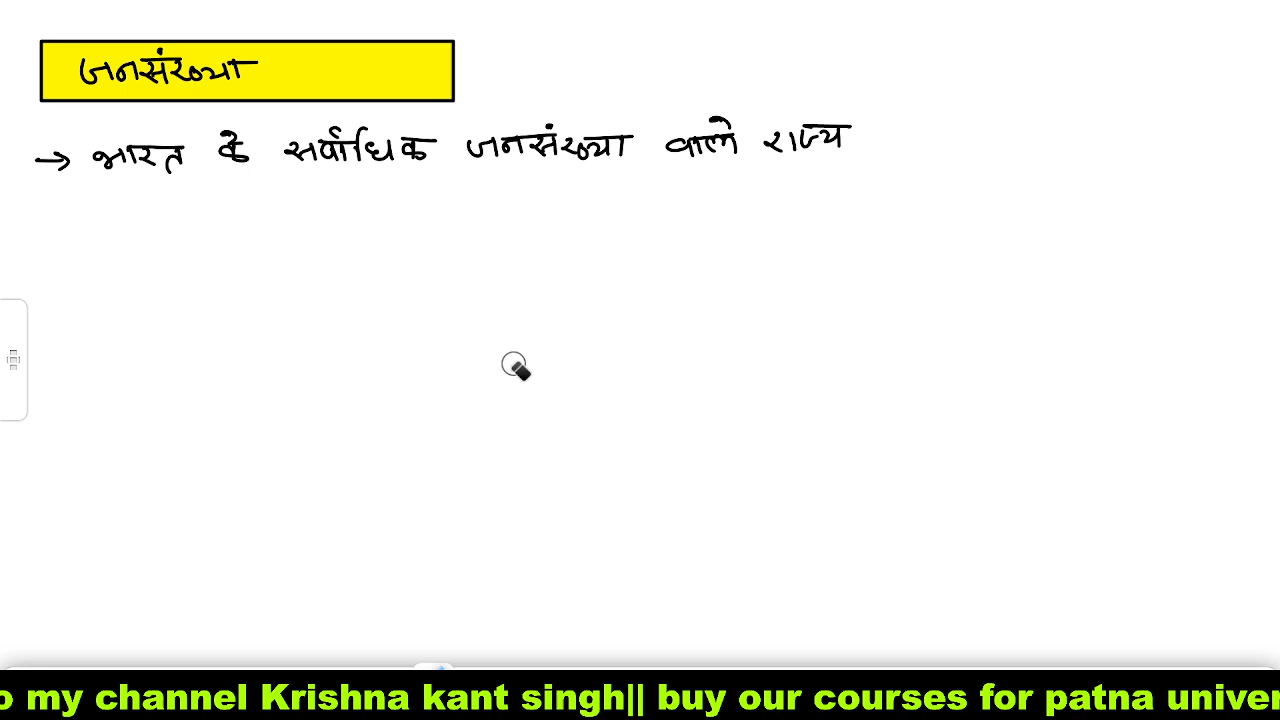 जनसंख्या
→ भारत के सर्वाधिक जनसंख्या वाले राज्य
o my channel Krishna kant singh|| buy our courses for patna univer